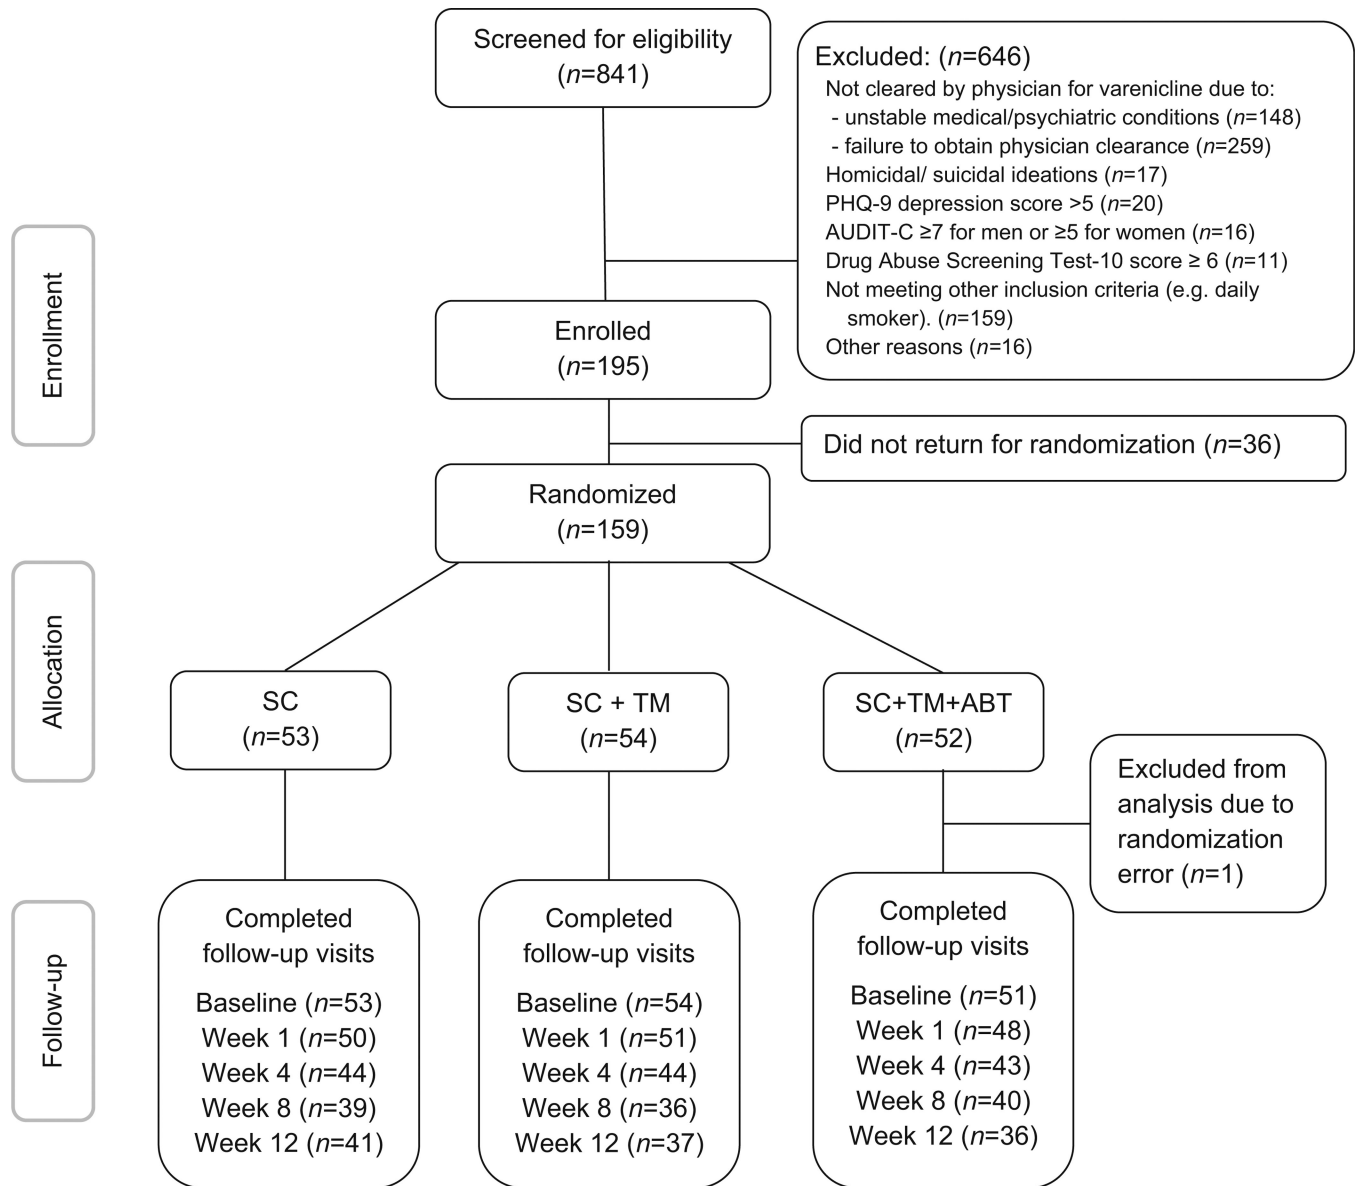 Screened for eligibility
(n=841)
Excluded: (n=646)
Not cleared by physician for varenicline due to:
- unstable medical/psychiatric conditions (n=148)
- failure to obtain physician clearance (n=259)
Homicidal/ suicidal ideations (n=17)
PHQ-9 depression score >5 (n=20)
AUDIT-C ≥7 for men or ≥5 for women (n=16)
Drug Abuse Screening Test-10 score ≥ 6 (n=11)
Not meeting other inclusion criteria (e.g. daily
smoker). (n=159)
Other reasons (n=16)
Enrollment
Enrolled
(n=195)
Did not return for randomization (n=36)
Randomized
(n=159)
Allocation
SC
(n=53)
SC + TM
(n=54)
SC+TM+ABT
(n=52)
Excluded from
analysis due to
randomization
error (n=1)
Follow-up
Completed
follow-up visits
Baseline (n=53)
Week 1 (n=50)
Week 4 (n=44)
Week 8 (n=39)
Week 12 (n=41)
Completed
follow-up visits
Baseline (n=54)
Week 1 (n=51)
Week 4 (n=44)
Week 8 (n=36)
Week 12 (n=37)
Completed
follow-up visits
Baseline (n=51)
Week 1 (n=48)
Week 4 (n=43)
Week 8 (n=40)
Week 12 (n=36)